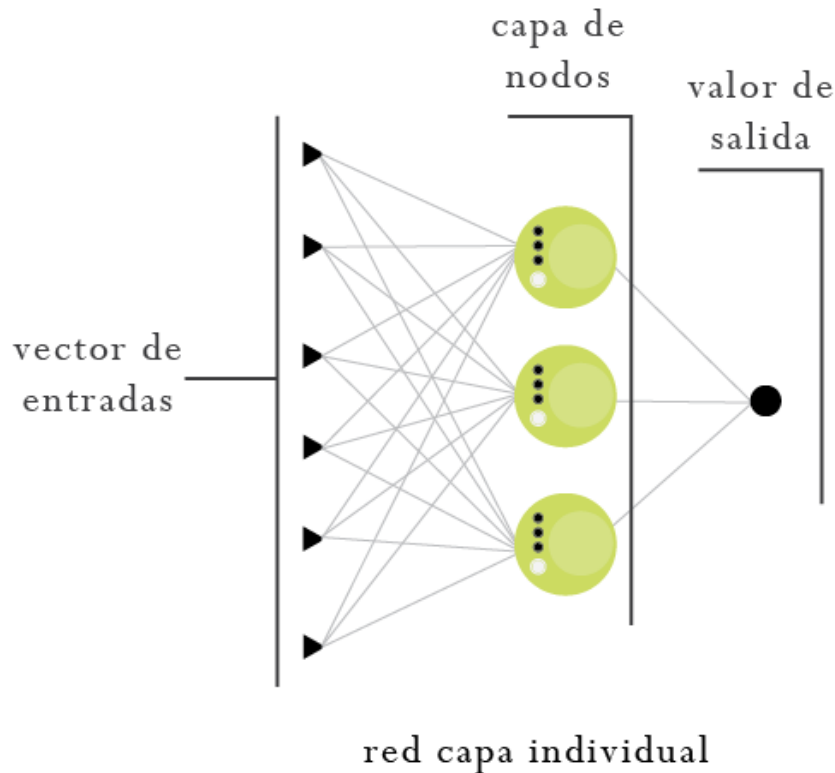 capa de
nodos
valor de
salida
vector de
entradas
red capa individual